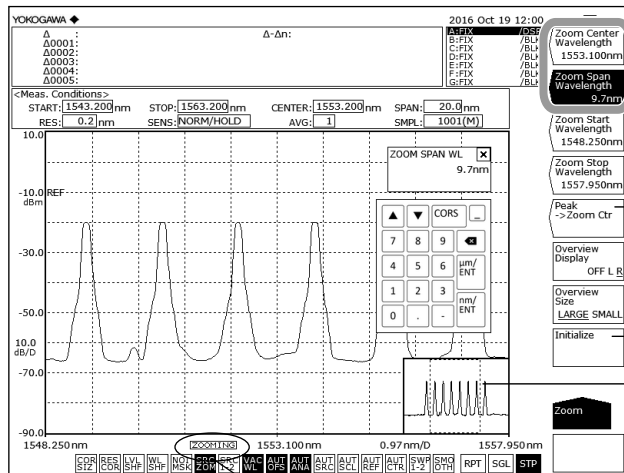 YOKOGAWA ◆
2016 Oct 19 12:00
Δ :
Δ0001:
Δ0002:
Δ0003:
Δ0004:
Δ0005:
Δ-Δn:
A:FIX /DSP
B:FIX /BLK
C:FIX /BLK
D:FIX /BLK
E:FIX /BLK
F:FIX /BLK
G:FIX /BLK
<Meas. Conditions>
START: 1543.200 nm STOP: 1563.200 nm CENTER: 1553.200 nm SPAN: 20.0 nm
RES: 0.2 nm SENS: NORM/HOLD AVG: 1 SMPL: 1001(M)
10.0
-10.0 REF
dBm
-30.0
-50.0
10.0
dB/D
-70.0
-90.0
ZOOM SPAN WL
9.7nm
▲ ▼ CORS _
7 8 9
4 5 6 µm/ ENT
1 2 3 nm/ ENT
0 . -
1548.250nm ZOOMING 1553.100nm 0.97nm/D 1557.950nm
COR SIZ
RES COR
LVL SHF
WL SHF
NOI MSK
ZOM
1-2
VAC WL
AUT OFS
AUT ANA
AUT SRC
AUT SCL
AUT REF
AUT CTR
SWP 1-2
SMO OTH
RPT
SGL
STP
Zoom Center
Wavelength
1553.100nm
Zoom Span
Wavelength
9.7nm
Zoom Start
Wavelength
1548.250nm
Zoom Stop
Wavelength
1557.950nm
Peak
->Zoom Ctr
Overview
Display
OFF L R
Overview
Size
LARGE SMALL
Initialize
Zoom